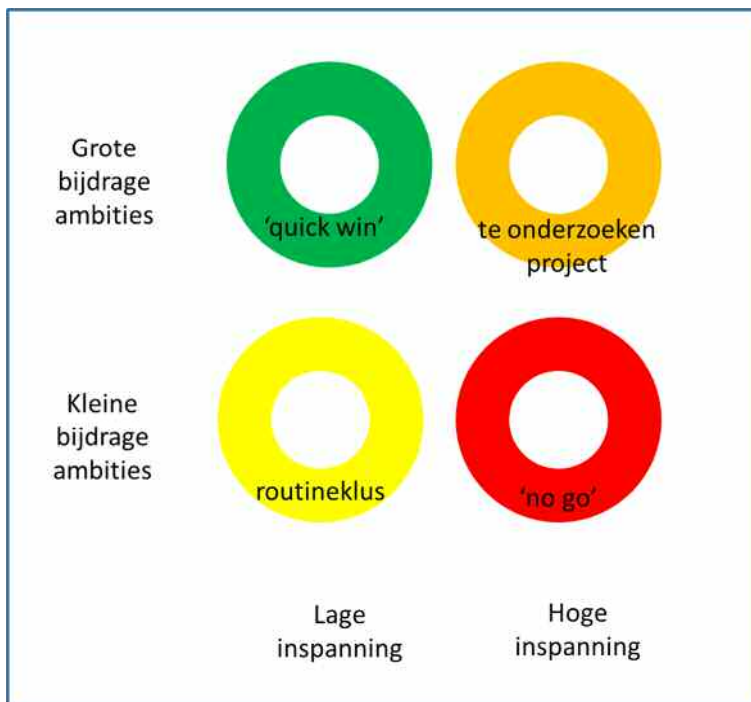 Grote
bijdrage
ambities
‘quick win’
te onderzoeken
project
Kleine
bijdrage
ambities
routineklus
‘no go’
Lage
inspanning
Hoge
inspanning